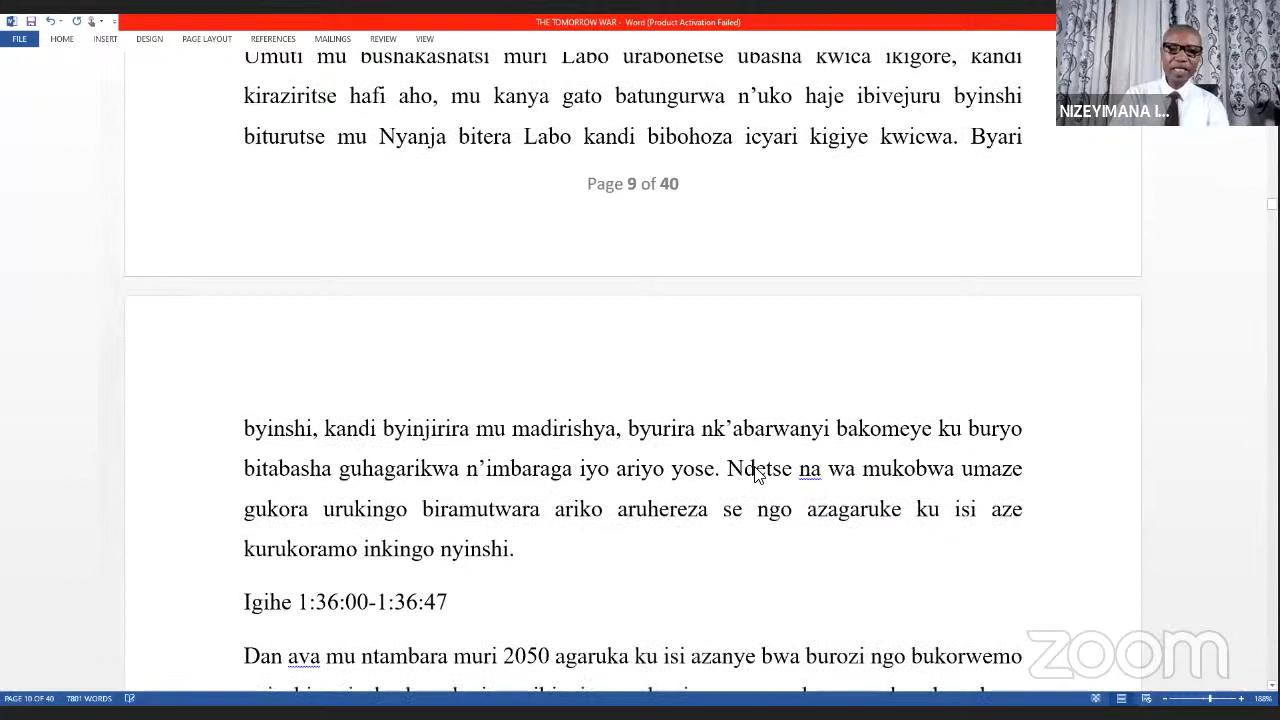 THE TOMORROW WAR - Word (Product Activation Failed)
FILE HOME INSERT DESIGN PAGE LAYOUT REFERENCES MAILINGS REVIEW VIEW
NIZEYIMANA I...
Umuti mu bushakashatsi muri Labo urabonetse ubasha kwica ikigore, kandi
kiraziritse hafi aho, mu kanya gato batungurwa n’uko haje ibivejuru byinshi
biturutse mu Nyanja bitera Labo kandi bibohoza icyari kigiye kwicwa. Byari
Page 9 of 40
byinshi, kandi byinjirira mu madirishya, byurira nk’abarwanyi bakomeye ku buryo
bitabasha guhagarikwa n’imbaraga iyo ariyo yose. Ndetse na wa mukobwa umaze
gukora urukingo biramutwara ariko aruhereza se ngo azagaruke ku isi aze
kurukoramo inkingo nyinshi.
Igihe 1:36:00-1:36:47
Dan ava mu ntambara muri 2050 agaruka ku isi azanye bwa burozi ngo bukorwemo
zoom
PAGE 10 OF 40 7801 WORDS
188%